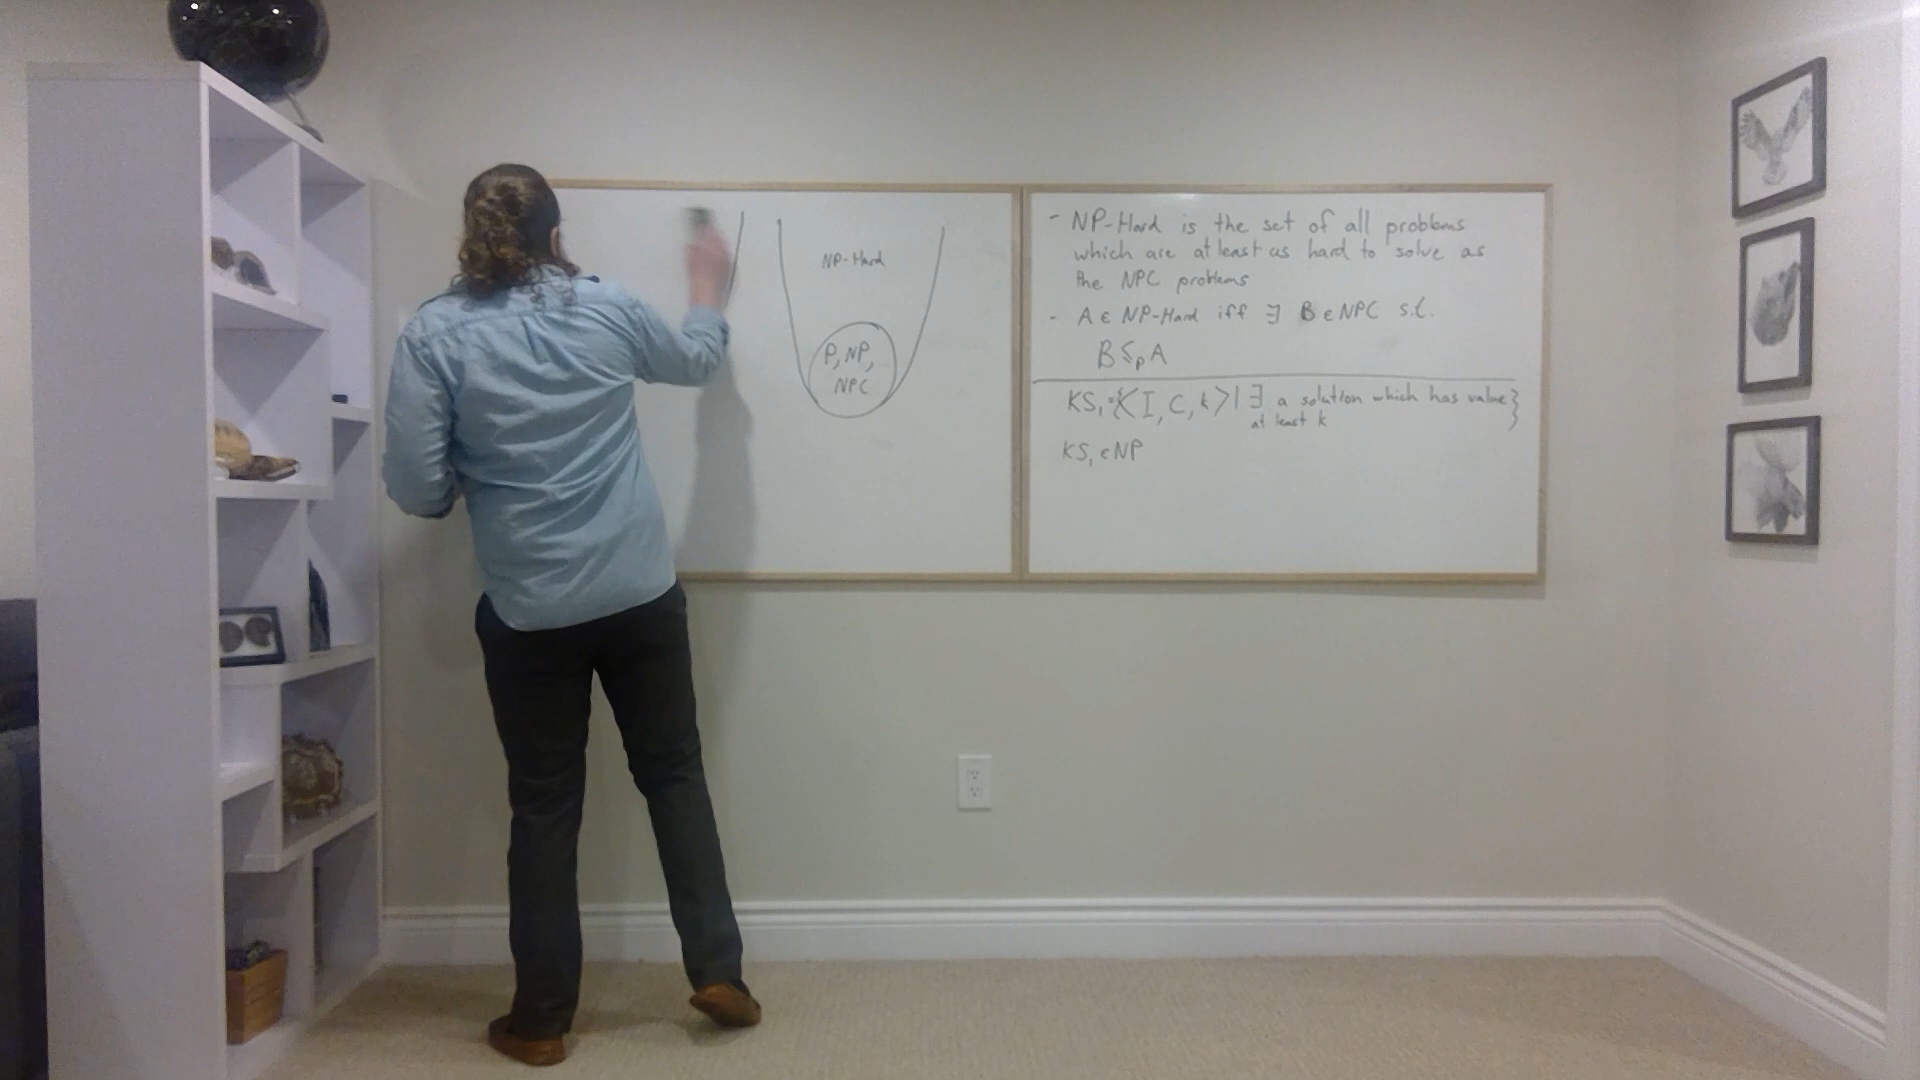 NP-Hard
P, NP,
NPC
- NP-Hard is the set of all problems
which are at least as hard to solve as
the NPC problems
- A ∈ NP-Hard iff ∃ B ∈ NPC s.t.
B ≤ₚ A
KS₁ = {<I, C, k> | ∃ a solution which has value}
at least k
KS₁ ∈ NP